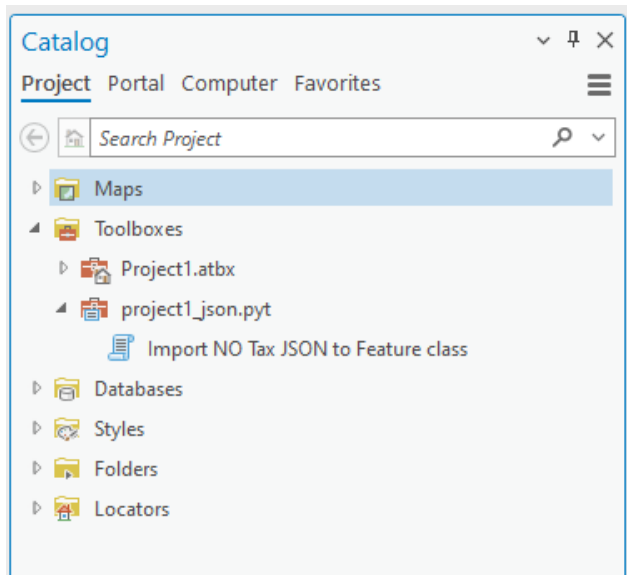 Catalog
Project Portal Computer Favorites
Search Project
Maps
Toolboxes
Project1.atbx
project1_json.pyt
Import NO Tax JSON to Feature class
Databases
Styles
Folders
Locators